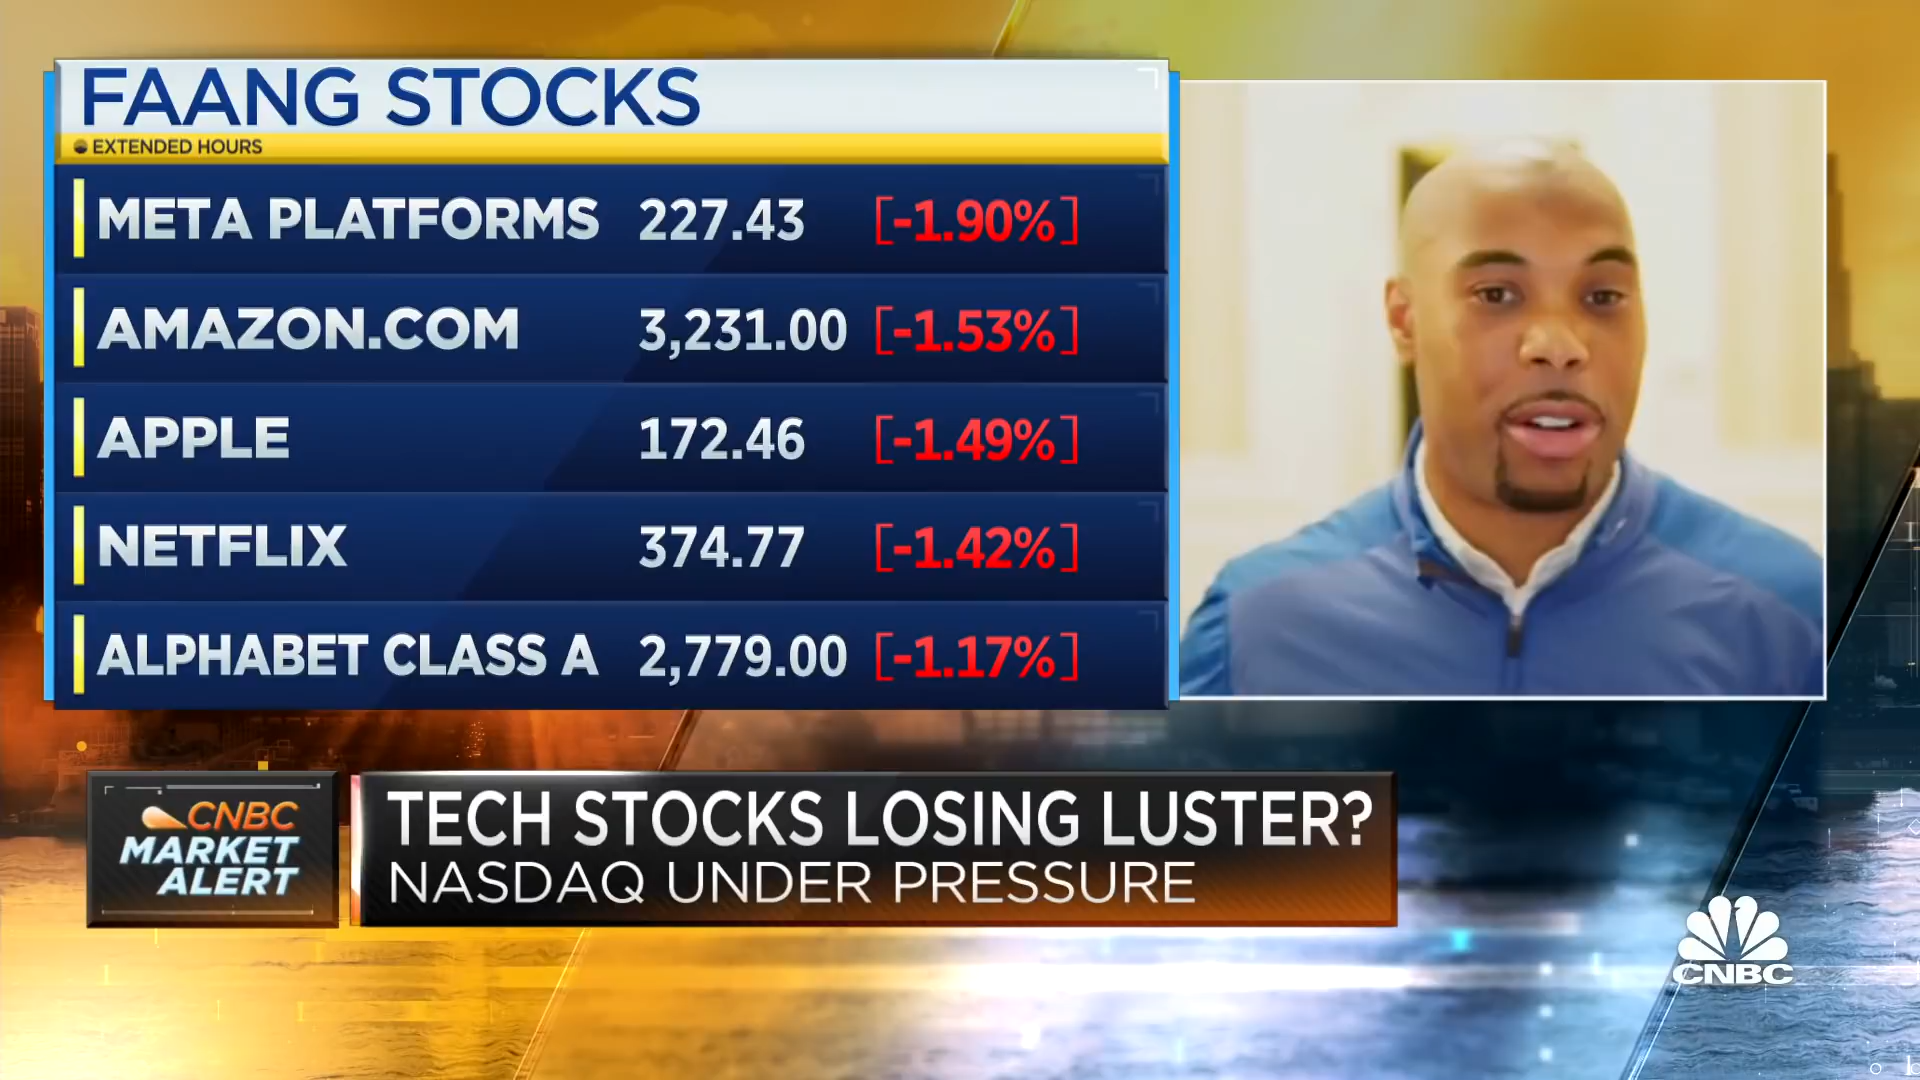 FAANG STOCKS
EXTENDED HOURS
META PLATFORMS 227.43 [-1.90%]
AMAZON.COM 3,231.00 [-1.53%]
APPLE 172.46 [-1.49%]
NETFLIX 374.77 [-1.42%]
ALPHABET CLASS A 2,779.00 [-1.17%]
CNBC
MARKET
ALERT
TECH STOCKS LOSING LUSTER?
NASDAQ UNDER PRESSURE
CNBC